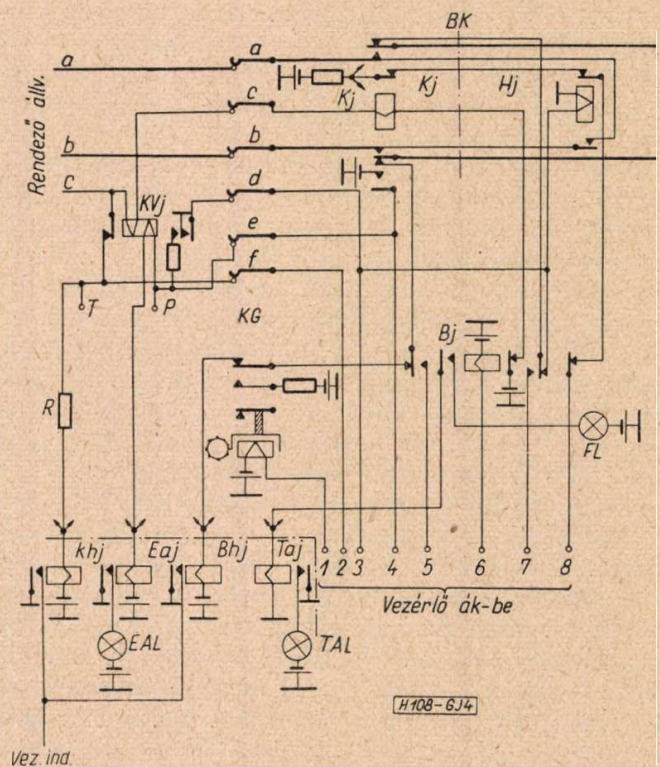 BK
a
a
Kj
Kj
Hj
c
Rendező állv.
b
b
c
KVj
d
e
f
T
P
KG
Bj
R
FL
khj
Eaj
Bhj
Taj
1 2 3 4 5 6 7 8
Vezérlő ák-be
EAL
TAL
H108-GJ4
Vez. ind.